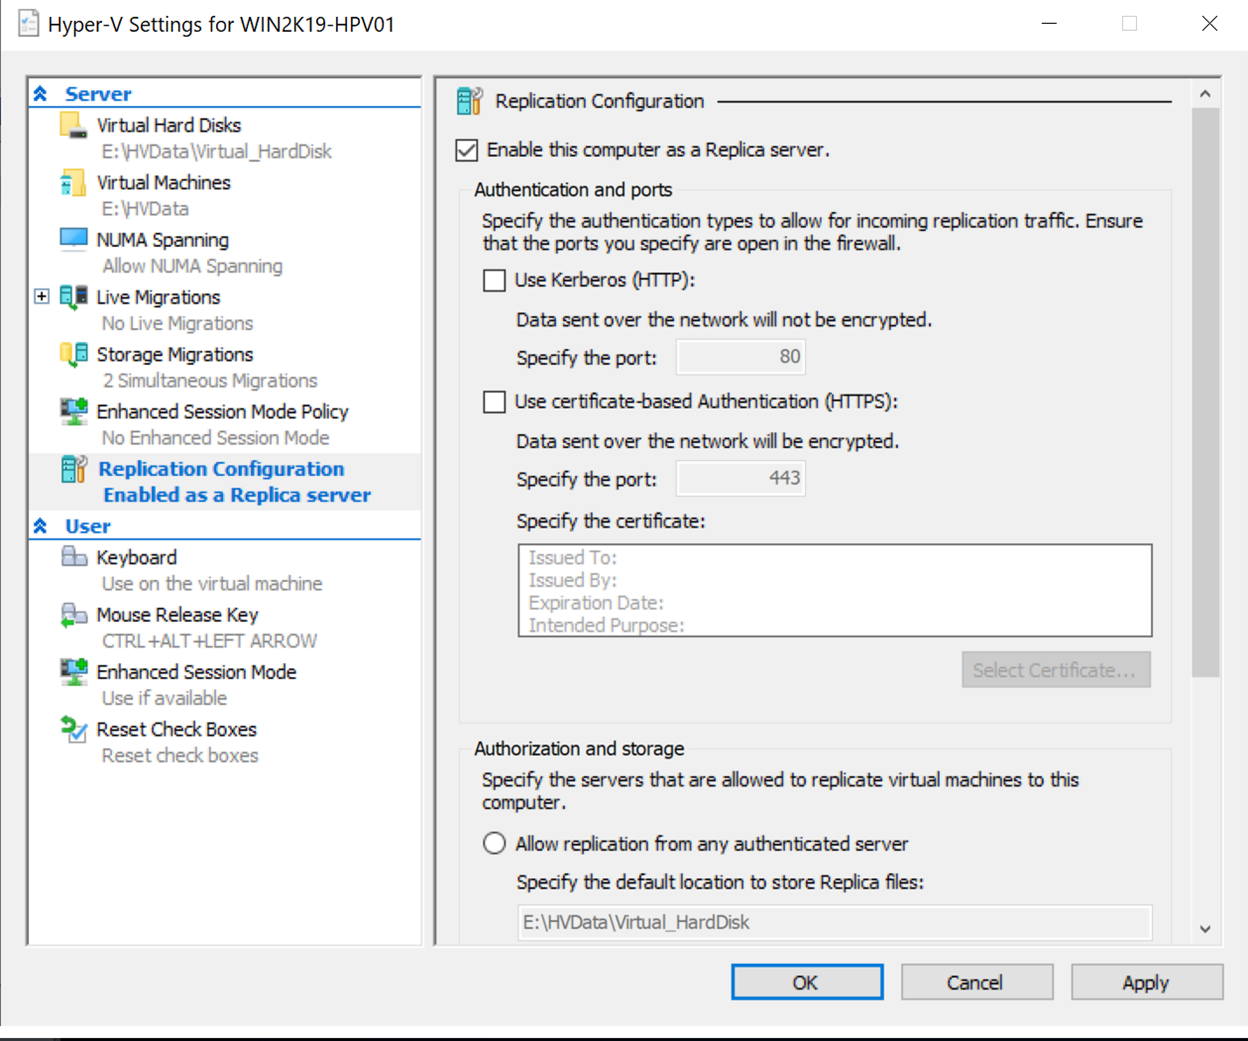 Hyper-V Settings for WIN2K19-HPV01
Server
Virtual Hard Disks
E:\HVData\Virtual_HardDisk
Virtual Machines
E:\HVData
NUMA Spanning
Allow NUMA Spanning
Live Migrations
No Live Migrations
Storage Migrations
2 Simultaneous Migrations
Enhanced Session Mode Policy
No Enhanced Session Mode
Replication Configuration
Enabled as a Replica server
User
Keyboard
Use on the virtual machine
Mouse Release Key
CTRL+ALT+LEFT ARROW
Enhanced Session Mode
Use if available
Reset Check Boxes
Reset check boxes
Replication Configuration
Enable this computer as a Replica server.
Authentication and ports
Specify the authentication types to allow for incoming replication traffic. Ensure
that the ports you specify are open in the firewall.
Use Kerberos (HTTP):
Data sent over the network will not be encrypted.
Specify the port: 80
Use certificate-based Authentication (HTTPS):
Data sent over the network will be encrypted.
Specify the port: 443
Specify the certificate:
Issued To:
Issued By:
Expiration Date:
Intended Purpose:
Select Certificate...
Authorization and storage
Specify the servers that are allowed to replicate virtual machines to this
computer.
Allow replication from any authenticated server
Specify the default location to store Replica files:
E:\HVData\Virtual_HardDisk
OK Cancel Apply